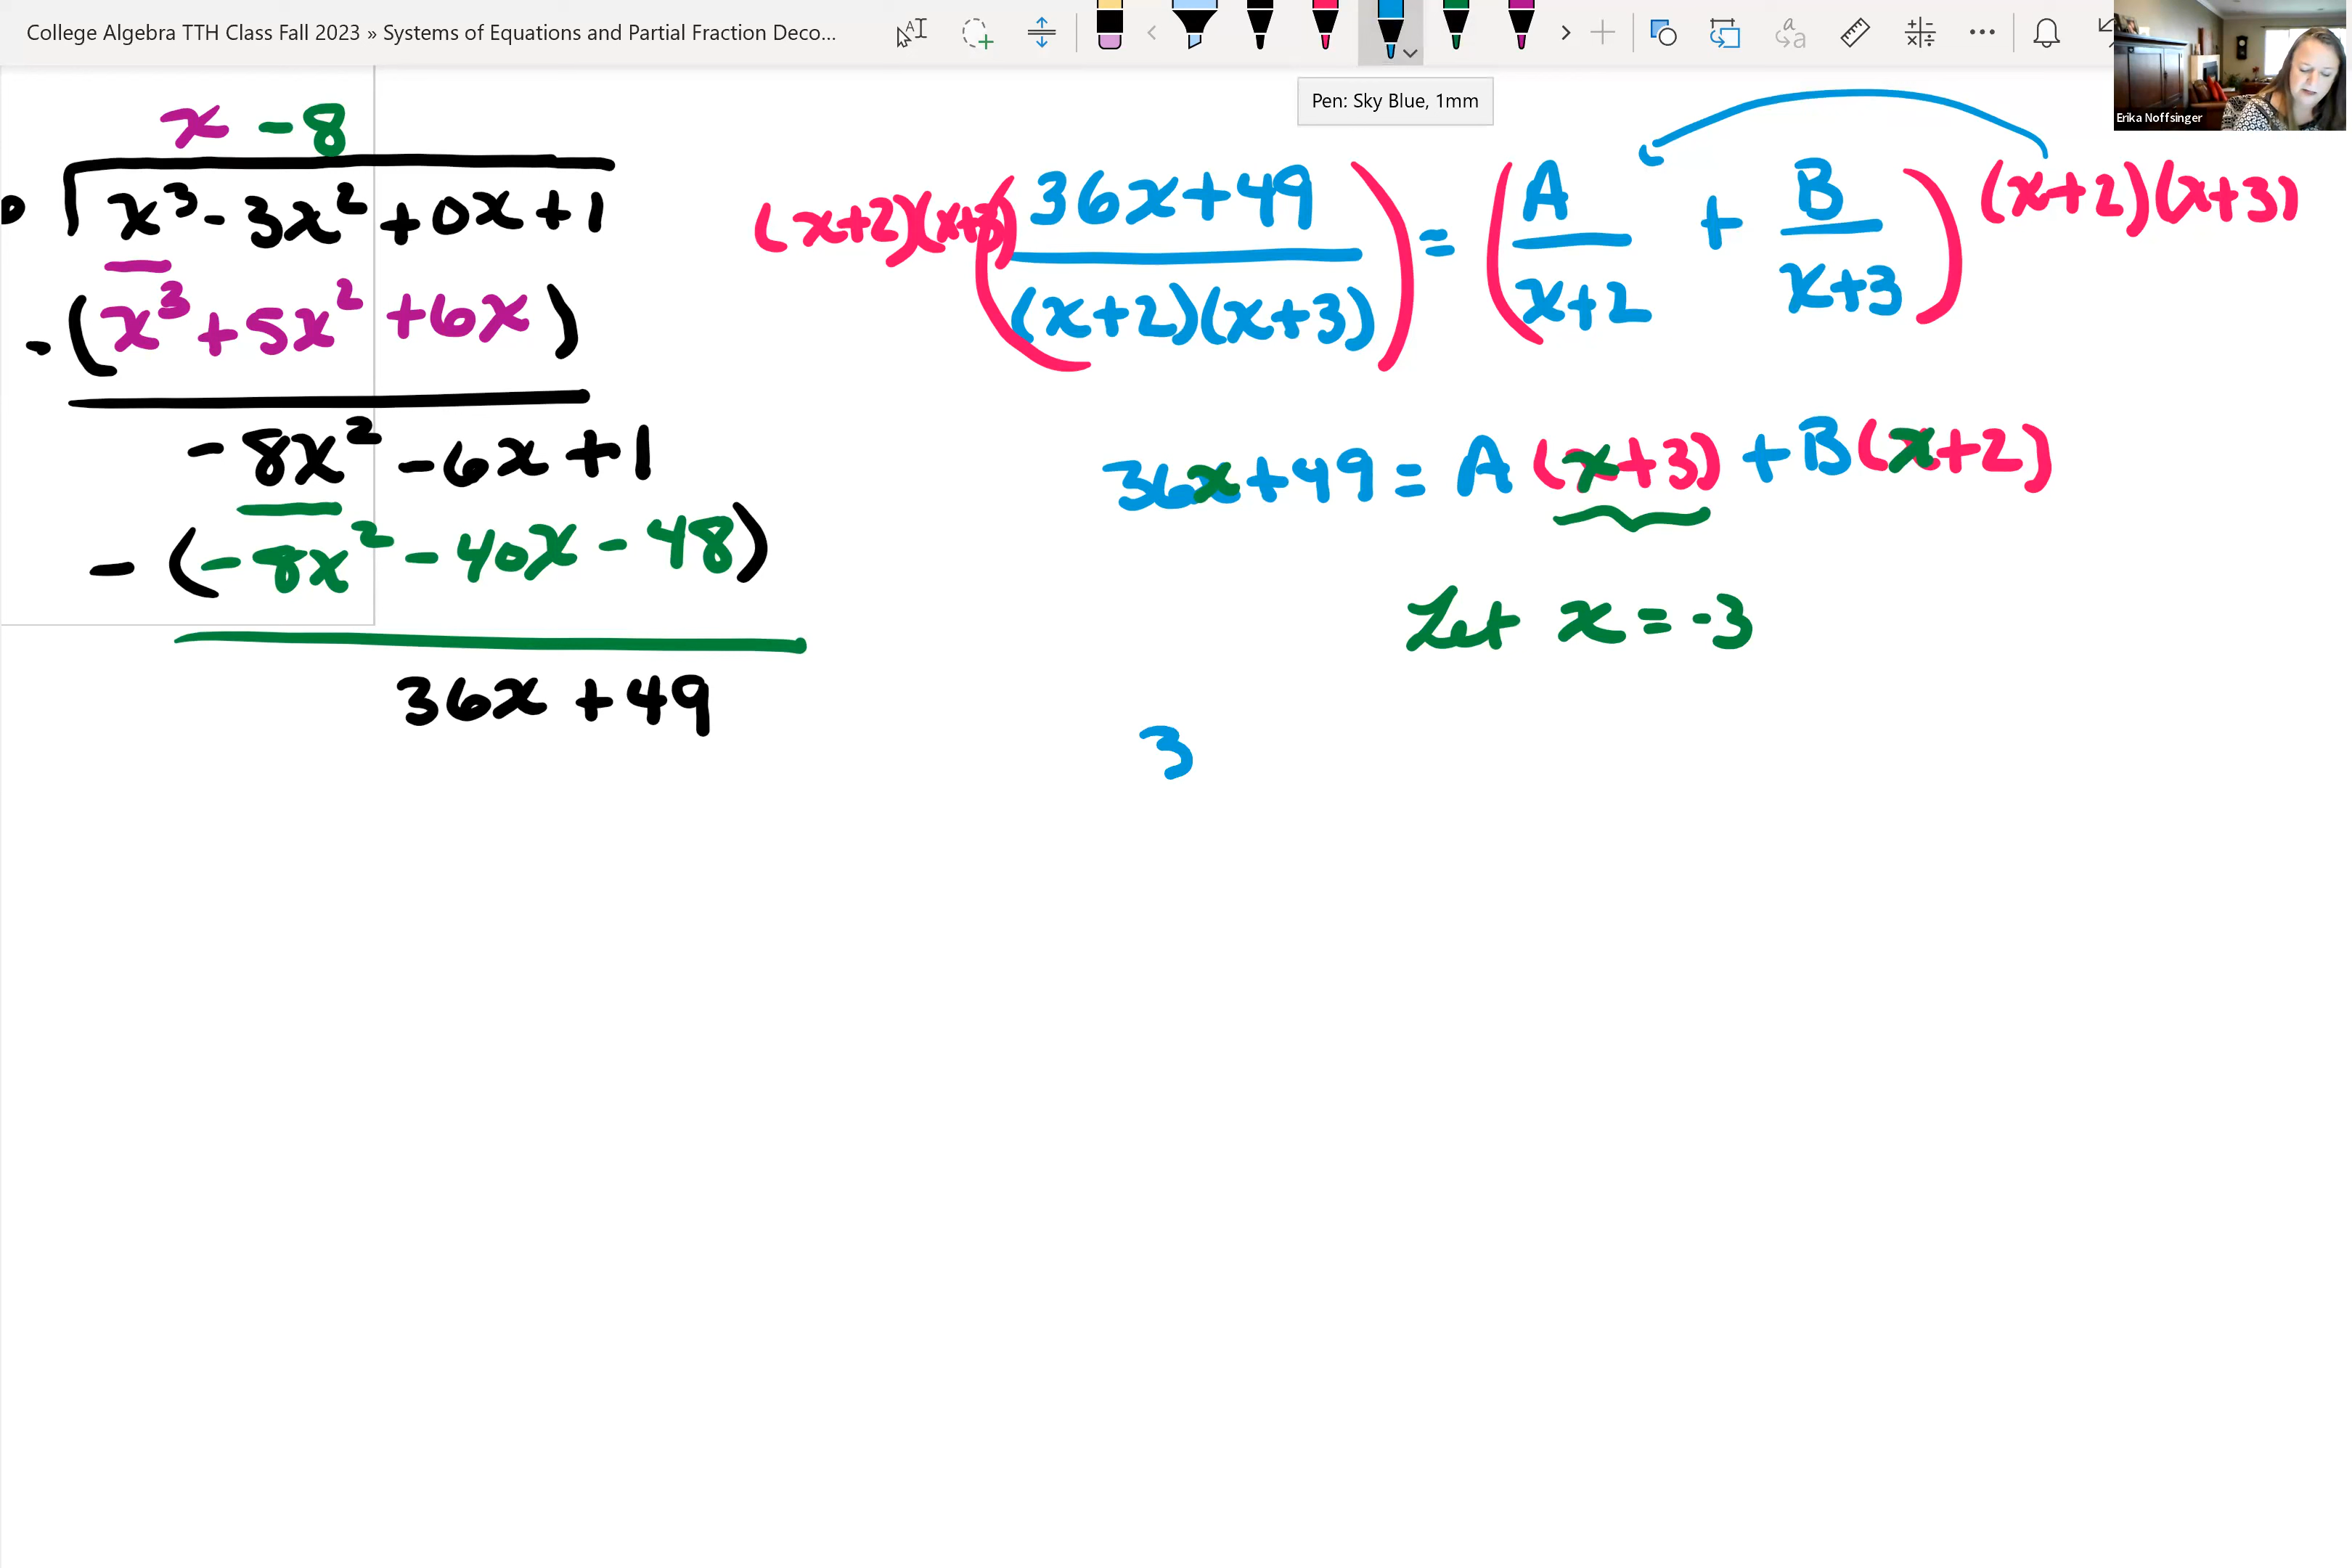 College Algebra TTH Class Fall 2023 » Systems of Equations and Partial Fraction Deco...
Pen: Sky Blue, 1mm
Erika Noffsinger
x - 8
x³ - 3x² + 0x + 1
- (x³ + 5x² + 6x)
- 8x² - 6x + 1
- (- 8x² - 40x - 48)
36x + 49
(x+2)(x+3) (36x+49 / (x+2)(x+3)) = (A / x+2 + B / x+3) (x+2)(x+3)
36x + 49 = A (x+3) + B (x+2)
Let x = -3
3